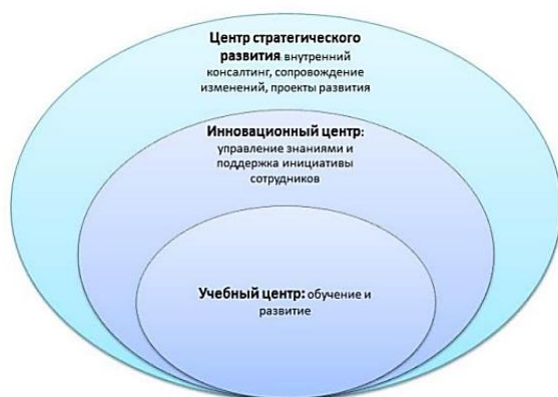 Центр стратегического
развития внутренний
консалтинг, сопровождение
изменений, проекты развития
Инновационный центр:
управление знаниями и
поддержка инициативы
сотрудников
Учебный центр: обучение и
развитие